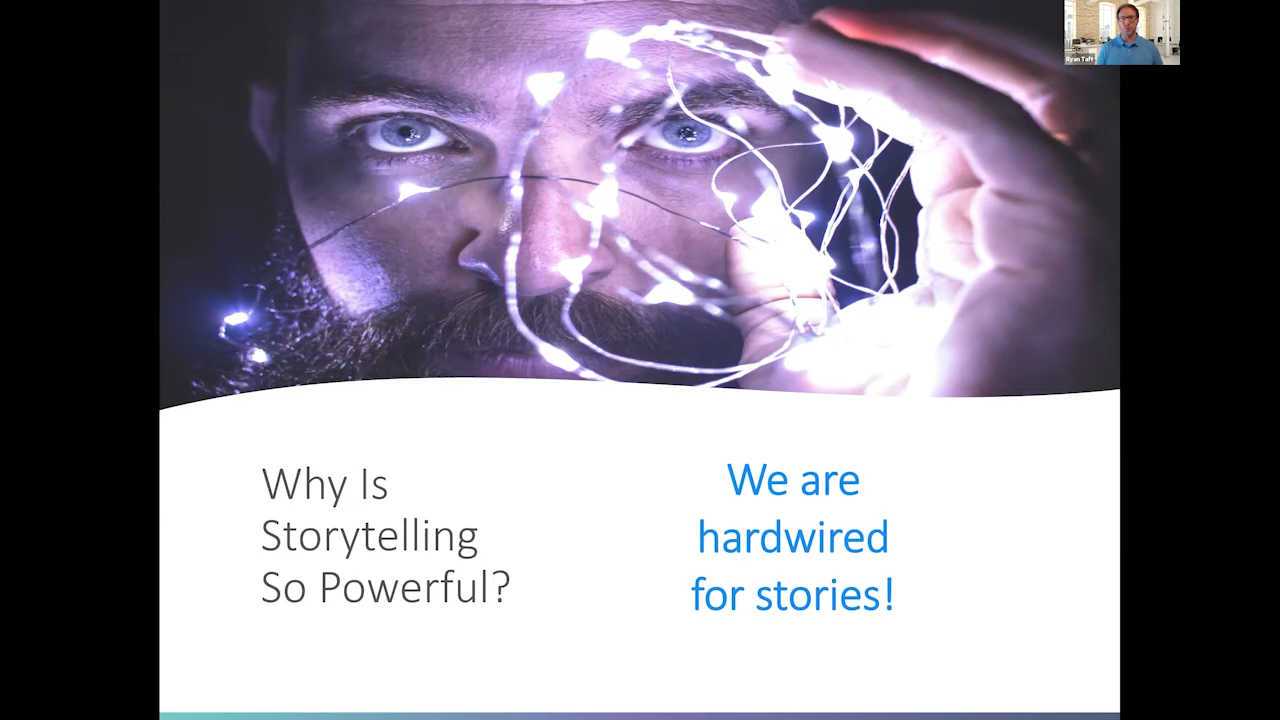 Ryan Taft
Why Is
Storytelling
So Powerful?
We are
hardwired
for stories!